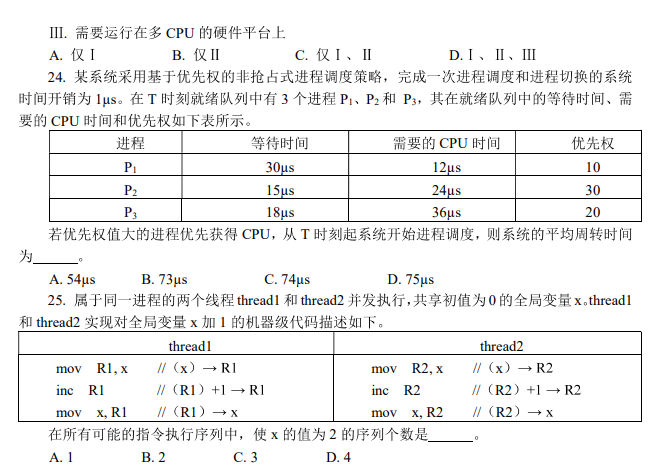 Ⅲ. 需要运行在多 CPU 的硬件平台上
A. 仅Ⅰ B. 仅Ⅱ C. 仅Ⅰ、Ⅱ D.Ⅰ、Ⅱ、Ⅲ
24. 某系统采用基于优先权的非抢占式进程调度策略，完成一次进程调度和进程切换的系统
时间开销为 1μs。在 T 时刻就绪队列中有 3 个进程 P₁、P₂ 和 P₃，其在就绪队列中的等待时间、需
要的 CPU 时间和优先权如下表所示。
进程 等待时间 需要的 CPU 时间 优先权
P₁ 30μs 12μs 10
P₂ 15μs 24μs 30
P₃ 18μs 36μs 20
若优先权值大的进程优先获得 CPU，从 T 时刻起系统开始进程调度，则系统的平均周转时间
为______。
A. 54μs B. 73μs C. 74μs D. 75μs
25. 属于同一进程的两个线程 thread1 和 thread2 并发执行，共享初值为 0 的全局变量 x。thread1
和 thread2 实现对全局变量 x 加 1 的机器级代码描述如下。
thread1 thread2
mov R1, x //（x）→ R1 mov R2, x //（x）→ R2
inc R1 //（R1）+1 → R1 inc R2 //（R2）+1 → R2
mov x, R1 //（R1）→ x mov x, R2 //（R2）→ x
在所有可能的指令执行序列中，使 x 的值为 2 的序列个数是______。
A. 1 B. 2 C. 3 D. 4